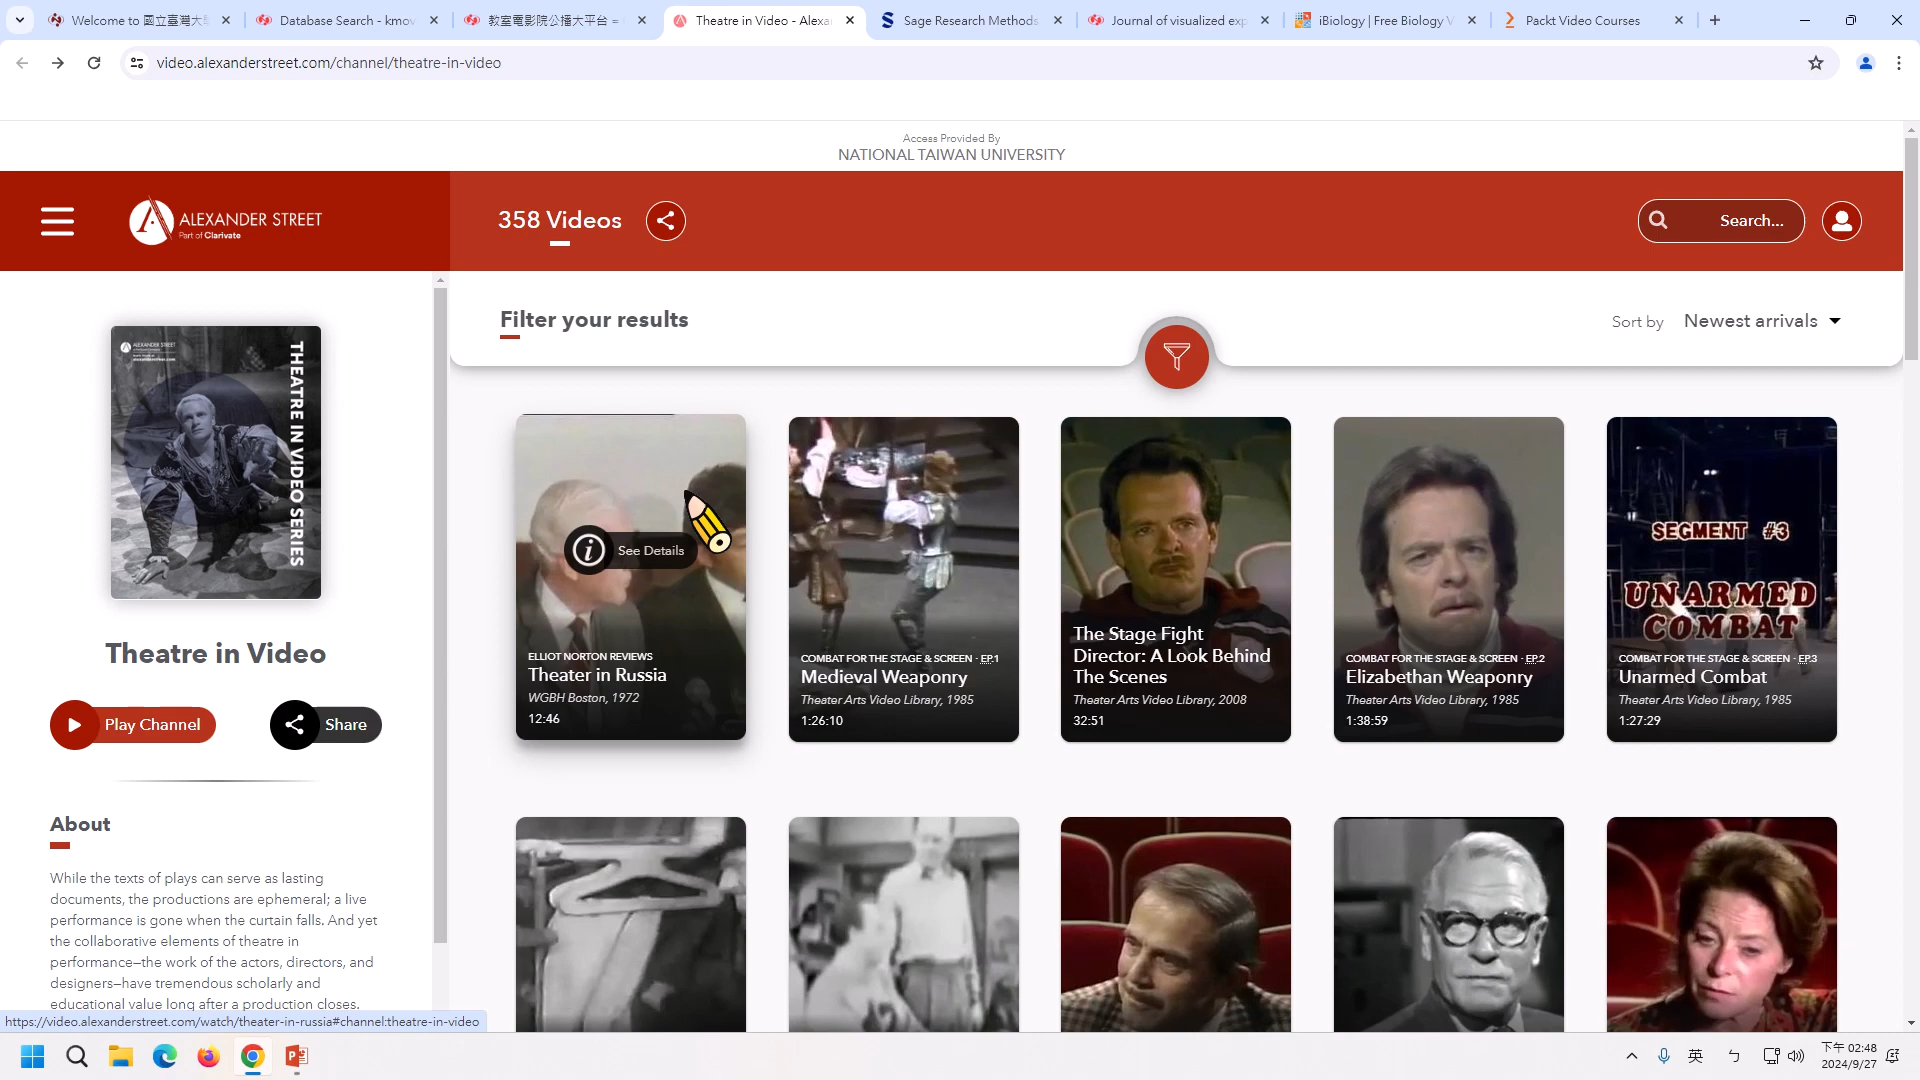 Welcome to 國立臺灣大
Database Search - kmov
教室電影院公播大平台 =
Theatre in Video - Alexa
Sage Research Methods
Journal of visualized exp
iBiology | Free Biology V
Packt Video Courses
video.alexanderstreet.com/channel/theatre-in-video
Access Provided By
NATIONAL TAIWAN UNIVERSITY
ALEXANDER STREET
Part of Clarivate
358 Videos
Search...
ALEXANDER STREET
THEATRE IN VIDEO SERIES
Theatre in Video
Play Channel
Share
About
While the texts of plays can serve as lasting
documents, the productions are ephemeral; a live
performance is gone when the curtain falls. And yet
the collaborative elements of theatre in
performance—the work of the actors, directors, and
designers—have tremendous scholarly and
educational value long after a production closes.
Filter your results
Sort by Newest arrivals
See Details
ELLIOT NORTON REVIEWS
Theater in Russia
WGBH Boston, 1972
12:46
COMBAT FOR THE STAGE & SCREEN - EP.1
Medieval Weaponry
Theater Arts Video Library, 1985
1:26:10
The Stage Fight
Director: A Look Behind
The Scenes
Theater Arts Video Library, 2008
32:51
COMBAT FOR THE STAGE & SCREEN - EP.2
Elizabethan Weaponry
Theater Arts Video Library, 1985
1:38:59
SEGMENT #3
UNARMED
COMBAT
COMBAT FOR THE STAGE & SCREEN - EP.3
Unarmed Combat
Theater Arts Video Library, 1985
1:27:29
https://video.alexanderstreet.com/watch/theater-in-russia#channel:theatre-in-video
英
ㄅ
下午 02:48
2024/9/27